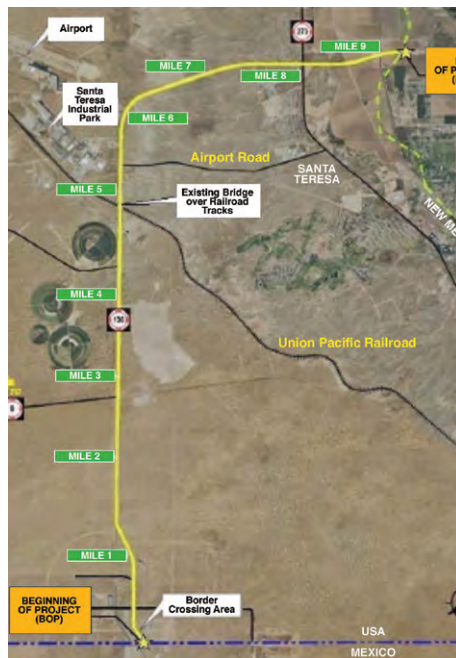 Airport
273
MILE 9
MILE 7
MILE 8
OF P
Santa
Teresa
Industrial
Park
MILE 6
Airport Road
SANTA
TERESA
MILE 5
Existing Bridge
over Railroad
Tracks
NEW ME
MILE 4
136
Union Pacific Railroad
MILE 3
MILE 2
MILE 1
BEGINNING
OF PROJECT
(BOP)
Border
Crossing Area
USA
MEXICO